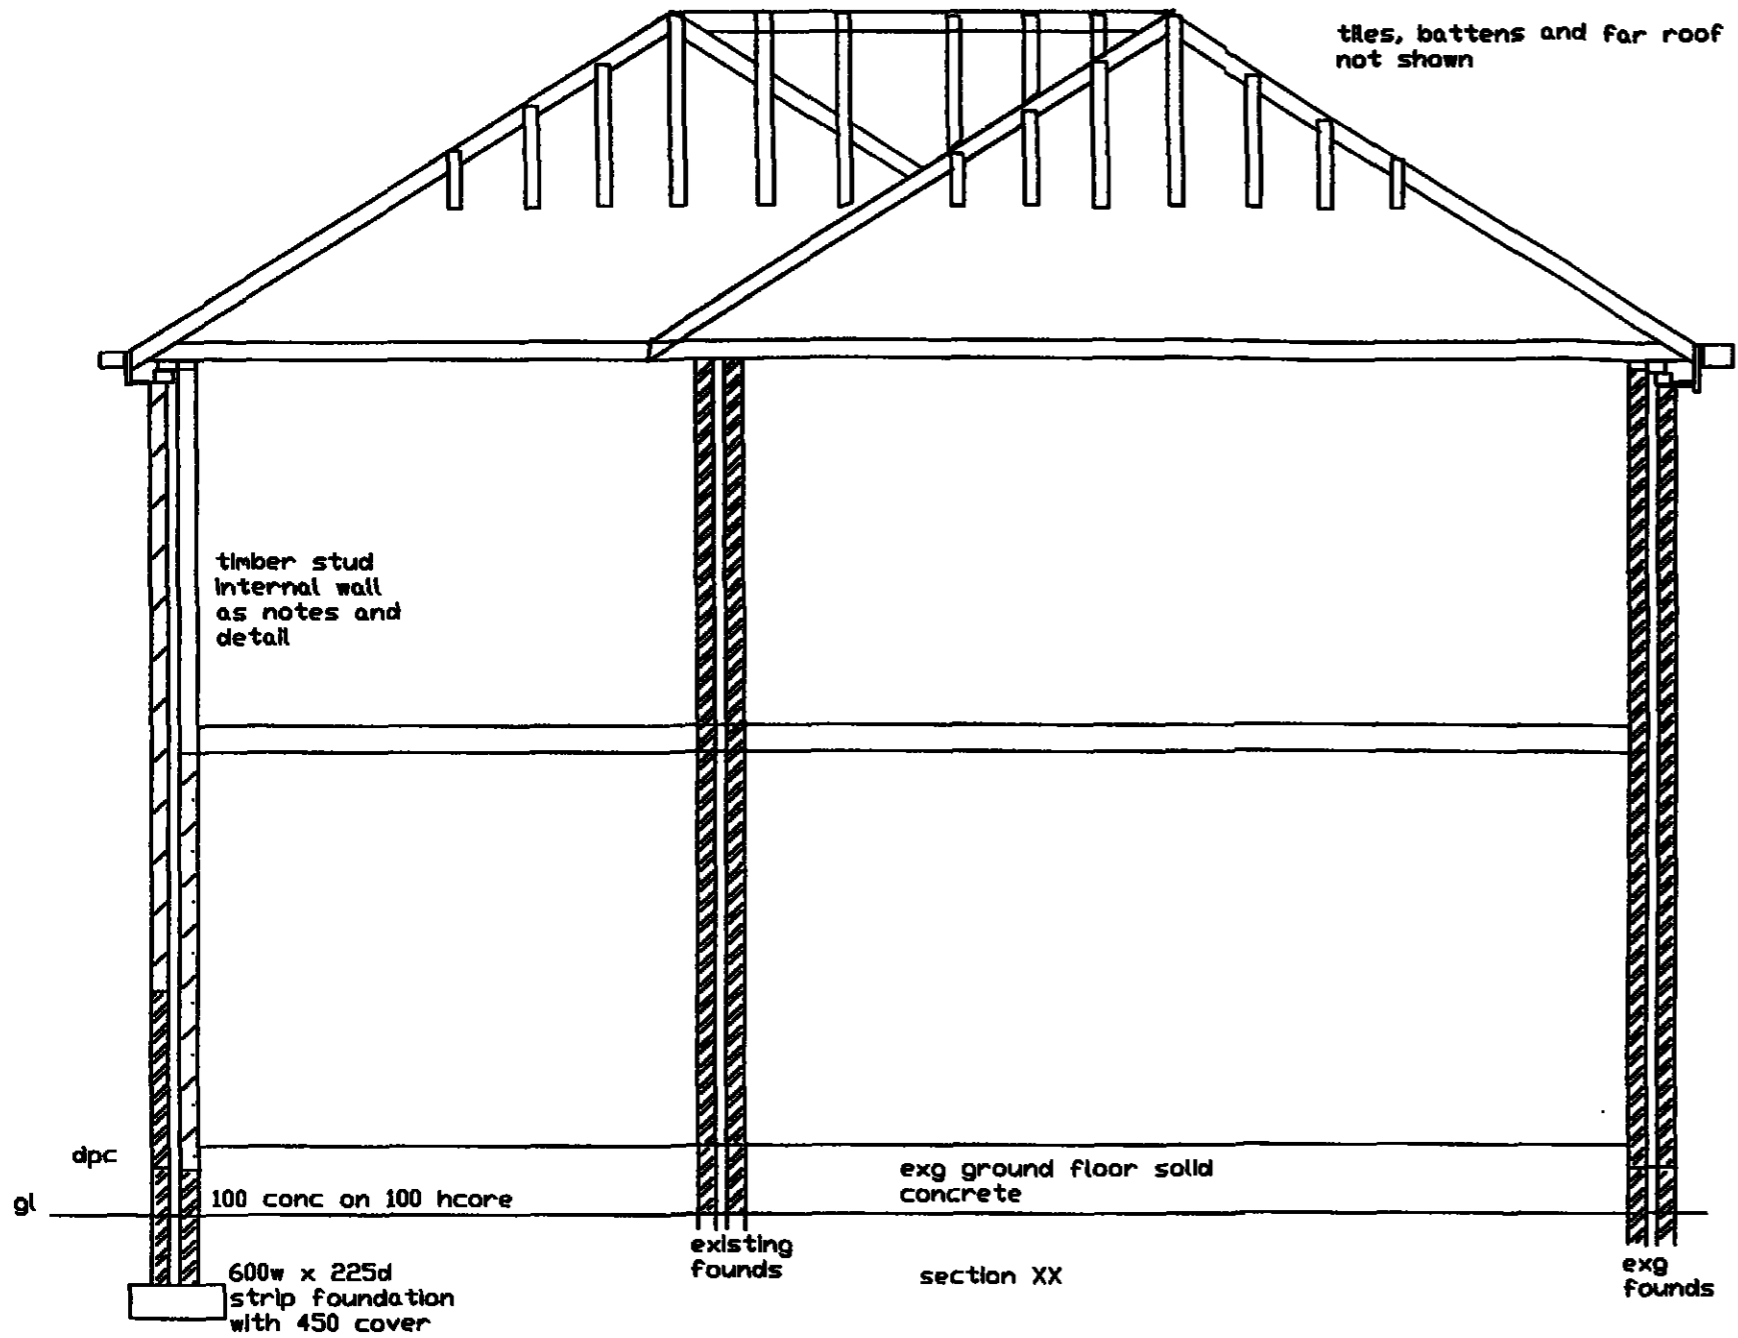 tiles, battens and far roof
not shown
timber stud
internal wall
as notes and
detail
dpc
gl
100 conc on 100 hcore
exg ground floor solid
concrete
existing
founds
section XX
exg
founds
600w x 225d
strip foundation
with 450 cover